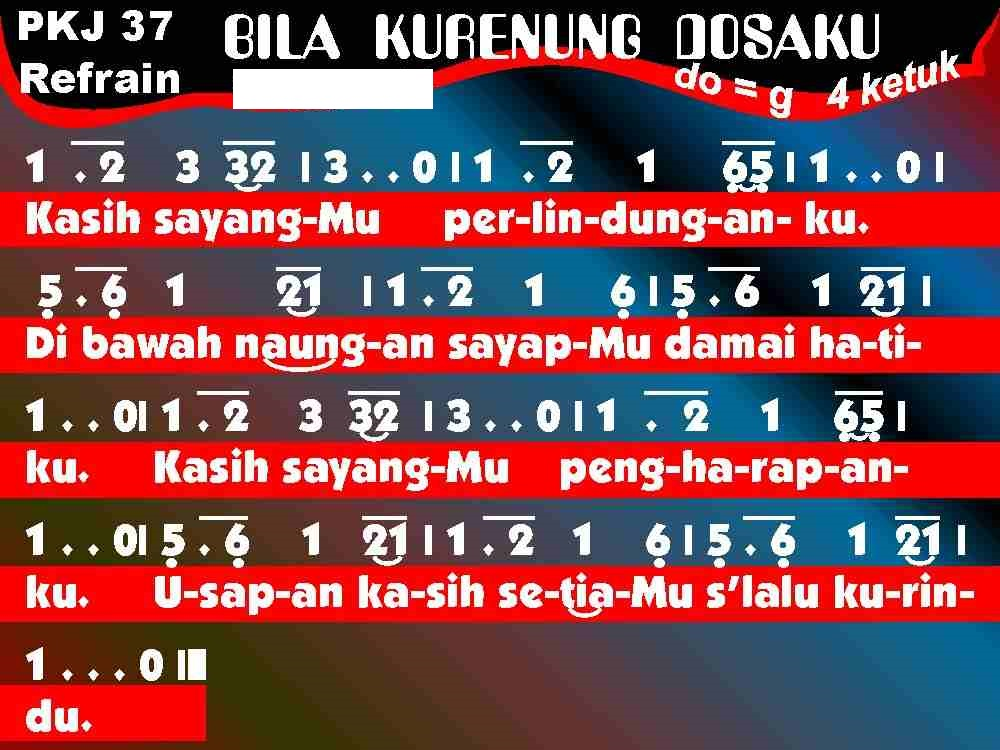 PKJ 37 BILA KURENUNG DOSAKU
Refrain do = g 4 ketuk
1 .2 3 32 | 3 . . 0 | 1 .2 1 65 | 1 . . 0 |
Kasih sayang-Mu per-lin-dung-an- ku.
5 . 6 1 21 | 1 . 2 1 6 | 5 . 6 1 21 |
Di bawah naung-an sayap-Mu damai ha-ti-
1 . . 0 | 1 . 2 3 32 | 3 . . 0 | 1 . 2 1 65 |
ku. Kasih sayang-Mu peng-ha-rap-an-
1 . . 0 | 5 . 6 1 21 | 1 . 2 1 6 | 5 . 6 1 21 |
ku. U-sap-an ka-sih se-tia-Mu s'lalu ku-rin-
1 . . . 0 ||
du.